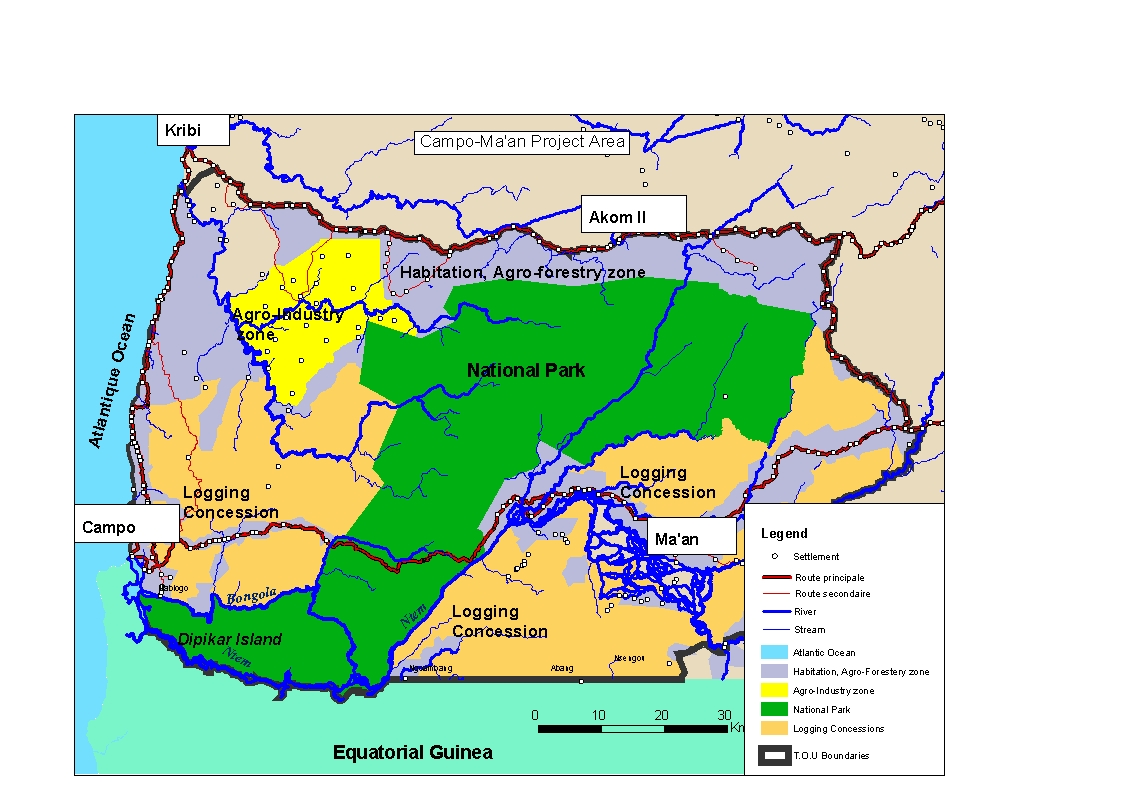 Kribi
Campo-Ma'an Project Area
Akom II
Habitation, Agro-forestry zone
Agro-Industry
zone
Atlantique Ocean
National Park
Logging
Concession
Logging
Concession
Campo
Ma'an
Bongola
Ntem
Logging
Concession
Dipikar Island
Ntem
Abang
Nsengou
0 10 20 30
Km
Equatorial Guinea
Legend
Settlement
Route principale
Route secondaire
River
Stream
Atlantic Ocean
Habitation, Agro-Forestery zone
Agro-Industry zone
National Park
Logging Concessions
T.O.U Boundaries